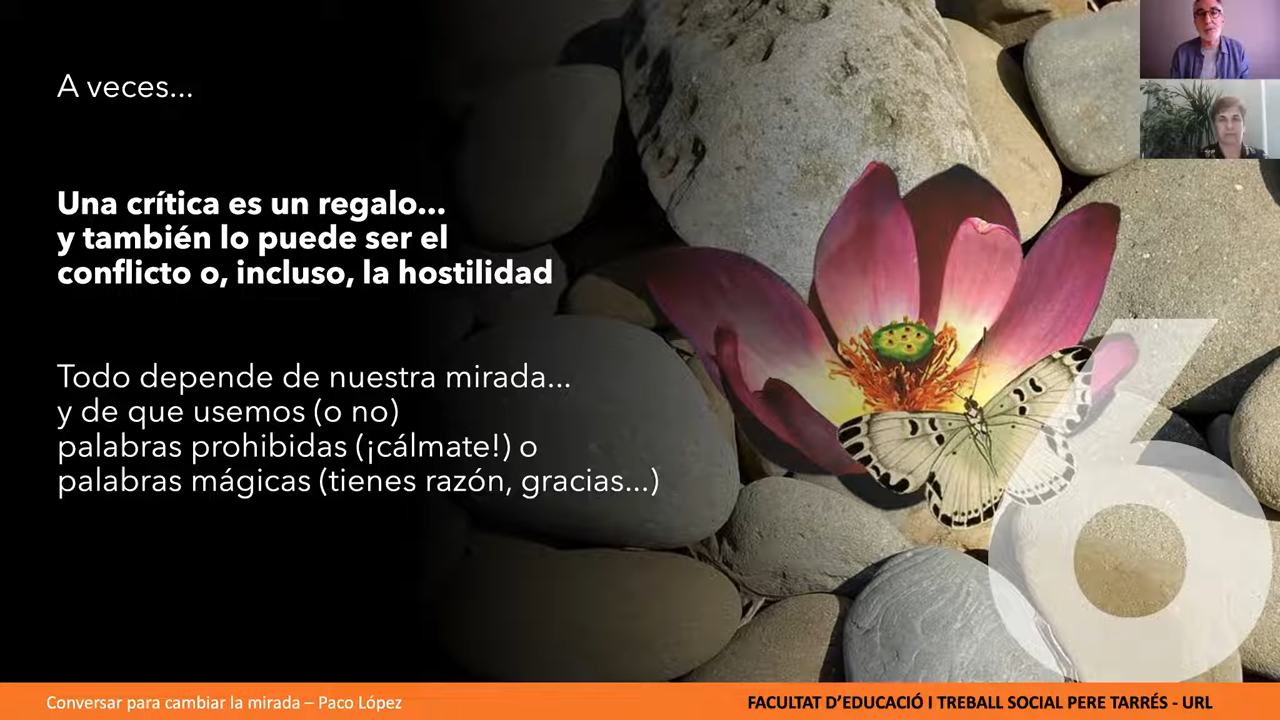 A veces...
Una crítica es un regalo...
y también lo puede ser el
conflicto o, incluso, la hostilidad
Todo depende de nuestra mirada...
y de que usemos (o no)
palabras prohibidas (¡cálmate!) o
palabras mágicas (tienes razón, gracias...)
6
Conversar para cambiar la mirada – Paco López
FACULTAT D'EDUCACIÓ I TREBALL SOCIAL PERE TARRÉS - URL